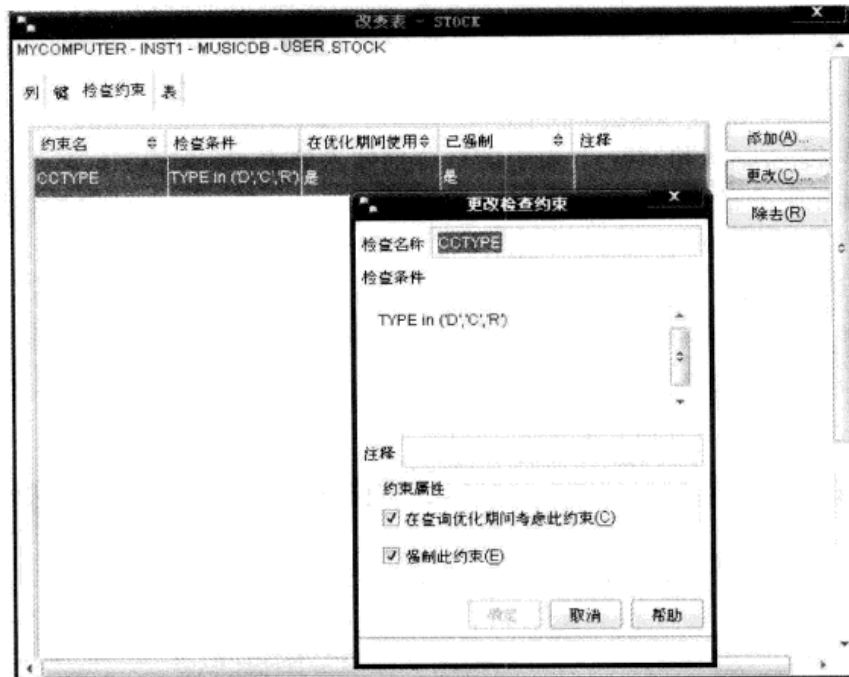 改变表 - STOCK
MYCOMPUTER - INST1 - MUSICDB - USER.STOCK
列 键 检查约束 表
约束名 检查条件 在优化期间使用 已强制 注释
CCTYPE TYPE in ('D','C','R') 是 是
添加(A)...
更改(C)...
除去(R)
更改检查约束
检查名称 CCTYPE
检查条件
TYPE in ('D','C','R')
注释
约束属性
在查询优化期间考虑此约束(C)
强制此约束(E)
确定 取消 帮助